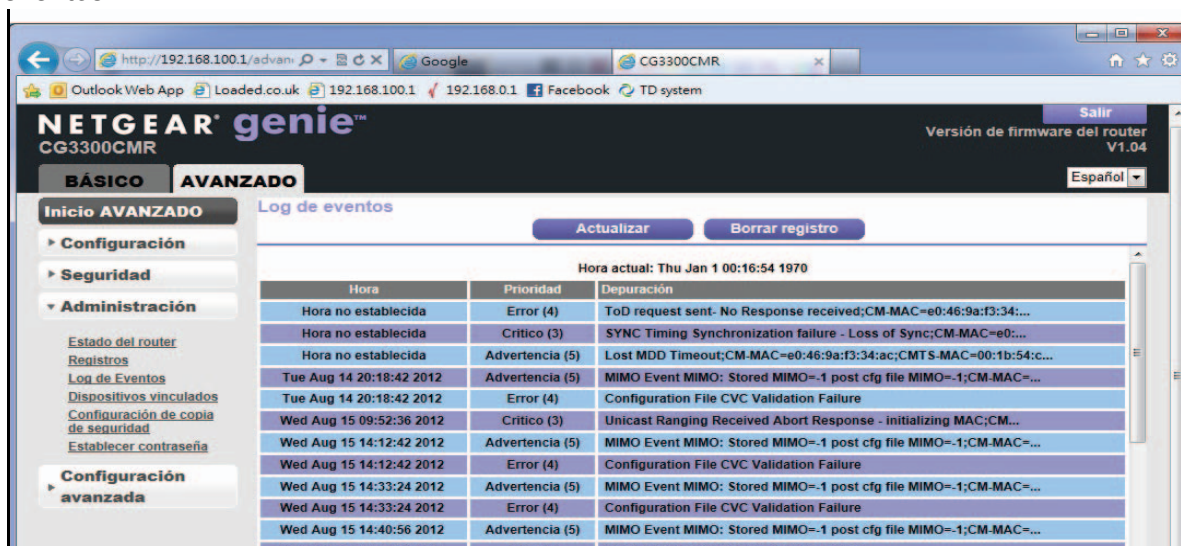 http://192.168.100.1/advan
Google
CG3300CMR
Outlook Web App
Loaded.co.uk
192.168.100.1
192.168.0.1
Facebook
TD system
NETGEAR® genie™
CG3300CMR
Salir
Versión de firmware del router
V1.04
BÁSICO
AVANZADO
Español
Inicio AVANZADO
Configuración
Seguridad
Administración
Estado del router
Registros
Log de Eventos
Dispositivos vinculados
Configuración de copia
de seguridad
Establecer contraseña
Configuración
avanzada
Log de eventos
Actualizar
Borrar registro
Hora actual: Thu Jan 1 00:16:54 1970
Hora Prioridad Depuración
Hora no establecida Error (4) ToD request sent- No Response received;CM-MAC=e0:46:9a:f3:34:...
Hora no establecida Critico (3) SYNC Timing Synchronization failure - Loss of Sync;CM-MAC=e0:...
Hora no establecida Advertencia (5) Lost MDD Timeout;CM-MAC=e0:46:9a:f3:34:ac;CMTS-MAC=00:1b:54:c...
Tue Aug 14 20:18:42 2012 Advertencia (5) MIMO Event MIMO: Stored MIMO=-1 post cfg file MIMO=-1;CM-MAC=...
Tue Aug 14 20:18:42 2012 Error (4) Configuration File CVC Validation Failure
Wed Aug 15 09:52:36 2012 Critico (3) Unicast Ranging Received Abort Response - initializing MAC;CM...
Wed Aug 15 14:12:42 2012 Advertencia (5) MIMO Event MIMO: Stored MIMO=-1 post cfg file MIMO=-1;CM-MAC=...
Wed Aug 15 14:12:42 2012 Error (4) Configuration File CVC Validation Failure
Wed Aug 15 14:33:24 2012 Advertencia (5) MIMO Event MIMO: Stored MIMO=-1 post cfg file MIMO=-1;CM-MAC=...
Wed Aug 15 14:33:24 2012 Error (4) Configuration File CVC Validation Failure
Wed Aug 15 14:40:56 2012 Advertencia (5) MIMO Event MIMO: Stored MIMO=-1 post cfg file MIMO=-1;CM-MAC=...